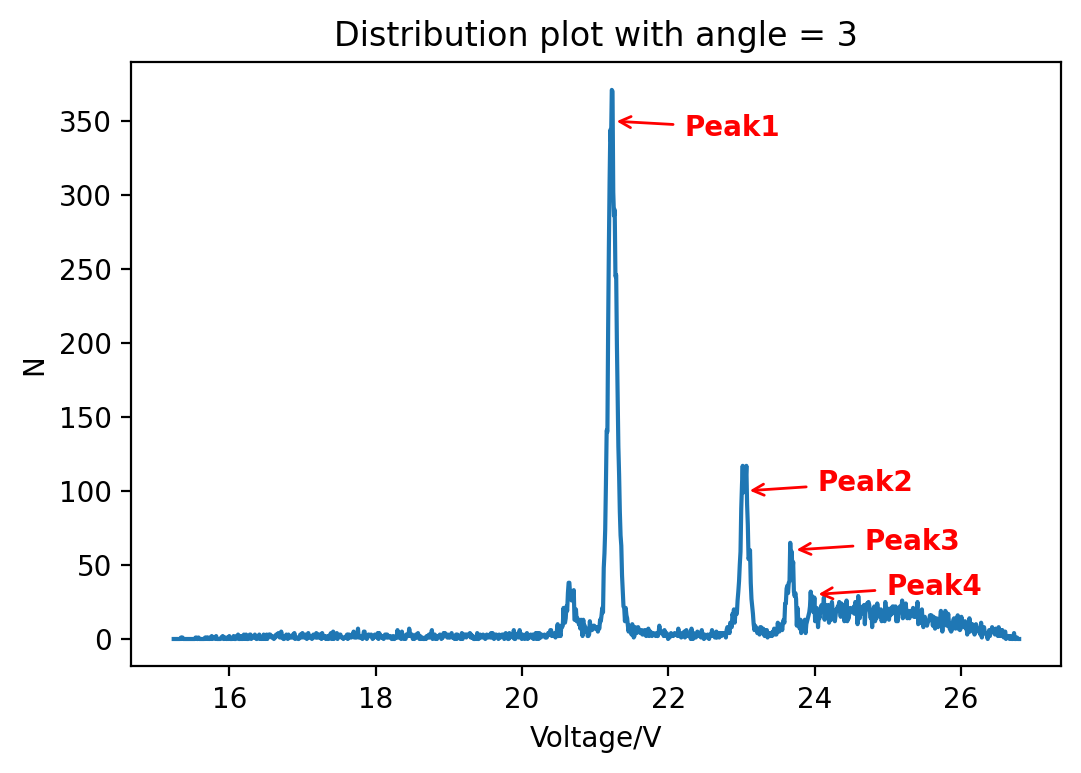 Distribution plot with angle = 3
350
300
250
200
150
100
50
0
N
Peak1
Peak2
Peak3
Peak4
16 18 20 22 24 26
Voltage/V